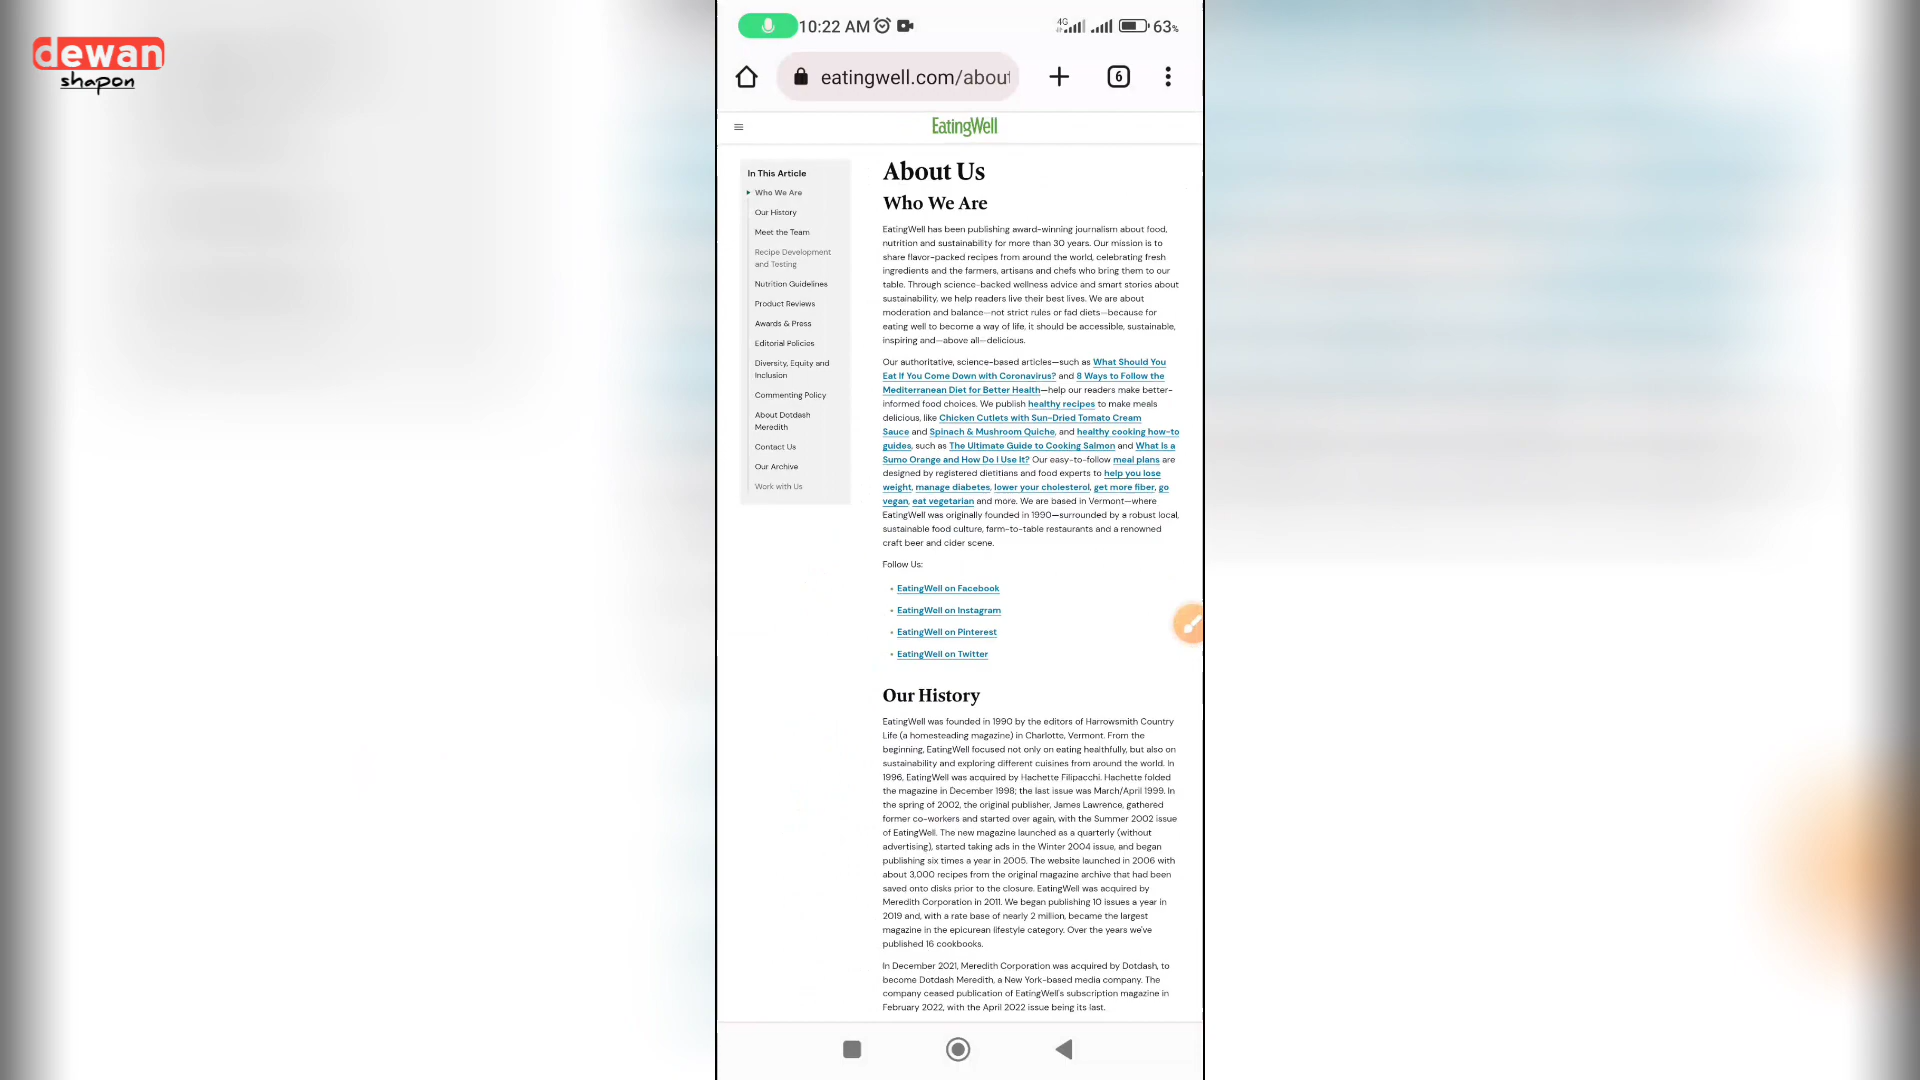 dewan
shapon
10:22 AM
4G
63%
eatingwell.com/about
6
EatingWell
In This Article
Who We Are
Our History
Meet the Team
Recipe Development
and Testing
Nutrition Guidelines
Product Reviews
Awards & Press
Editorial Policies
Diversity, Equity and
Inclusion
Commenting Policy
About Dotdash
Meredith
Contact Us
Our Archive
Work with Us
About Us
Who We Are
EatingWell has been publishing award-winning journalism about food,
nutrition and sustainability for more than 30 years. Our mission is to
share flavor-packed recipes from around the world, celebrating fresh
ingredients and the farmers, artisans and chefs who bring them to our
table. Through science-backed wellness advice and smart stories about
sustainability, we help readers live their best lives. We are about
moderation and balance—not strict rules or fad diets—because for
eating well to become a way of life, it should be accessible, sustainable,
inspiring and—above all—delicious.
Our authoritative, science-based articles—such as What Should You
Eat If You Come Down with Coronavirus? and 8 Ways to Follow the
Mediterranean Diet for Better Health—help our readers make better-
informed food choices. We publish healthy recipes to make meals
delicious, like Chicken Cutlets with Sun-Dried Tomato Cream
Sauce and Spinach & Mushroom Quiche, and healthy cooking how-to
guides, such as The Ultimate Guide to Cooking Salmon and What Is a
Sumo Orange and How Do I Use It? Our easy-to-follow meal plans are
designed by registered dietitians and food experts to help you lose
weight, manage diabetes, lower your cholesterol, get more fiber, go
vegan, eat vegetarian and more. We are based in Vermont—where
EatingWell was originally founded in 1990—surrounded by a robust local,
sustainable food culture, farm-to-table restaurants and a renowned
craft beer and cider scene.
Follow Us:
EatingWell on Facebook
EatingWell on Instagram
EatingWell on Pinterest
EatingWell on Twitter
Our History
EatingWell was founded in 1990 by the editors of Harrowsmith Country
Life (a homesteading magazine) in Charlotte, Vermont. From the
beginning, EatingWell focused not only on eating healthfully, but also on
sustainability and exploring different cuisines from around the world. In
1996, EatingWell was acquired by Hachette Filipacchi. Hachette folded
the magazine in December 1998; the last issue was March/April 1999. In
the spring of 2002, the original publisher, James Lawrence, gathered
former co-workers and started over again, with the Summer 2002 issue
of EatingWell. The new magazine launched as a quarterly (without
advertising), started taking ads in the Winter 2004 issue, and began
publishing six times a year in 2005. The website launched in 2006 with
about 3,000 recipes from the original magazine archive that had been
saved onto disks prior to the closure. EatingWell was acquired by
Meredith Corporation in 2011. We began publishing 10 issues a year in
2019 and, with a rate base of nearly 2 million, became the largest
magazine in the epicurean lifestyle category. Over the years we've
published 16 cookbooks.
In December 2021, Meredith Corporation was acquired by Dotdash, to
become Dotdash Meredith, a New York-based media company. The
company ceased publication of EatingWell's subscription magazine in
February 2022, with the April 2022 issue being its last.